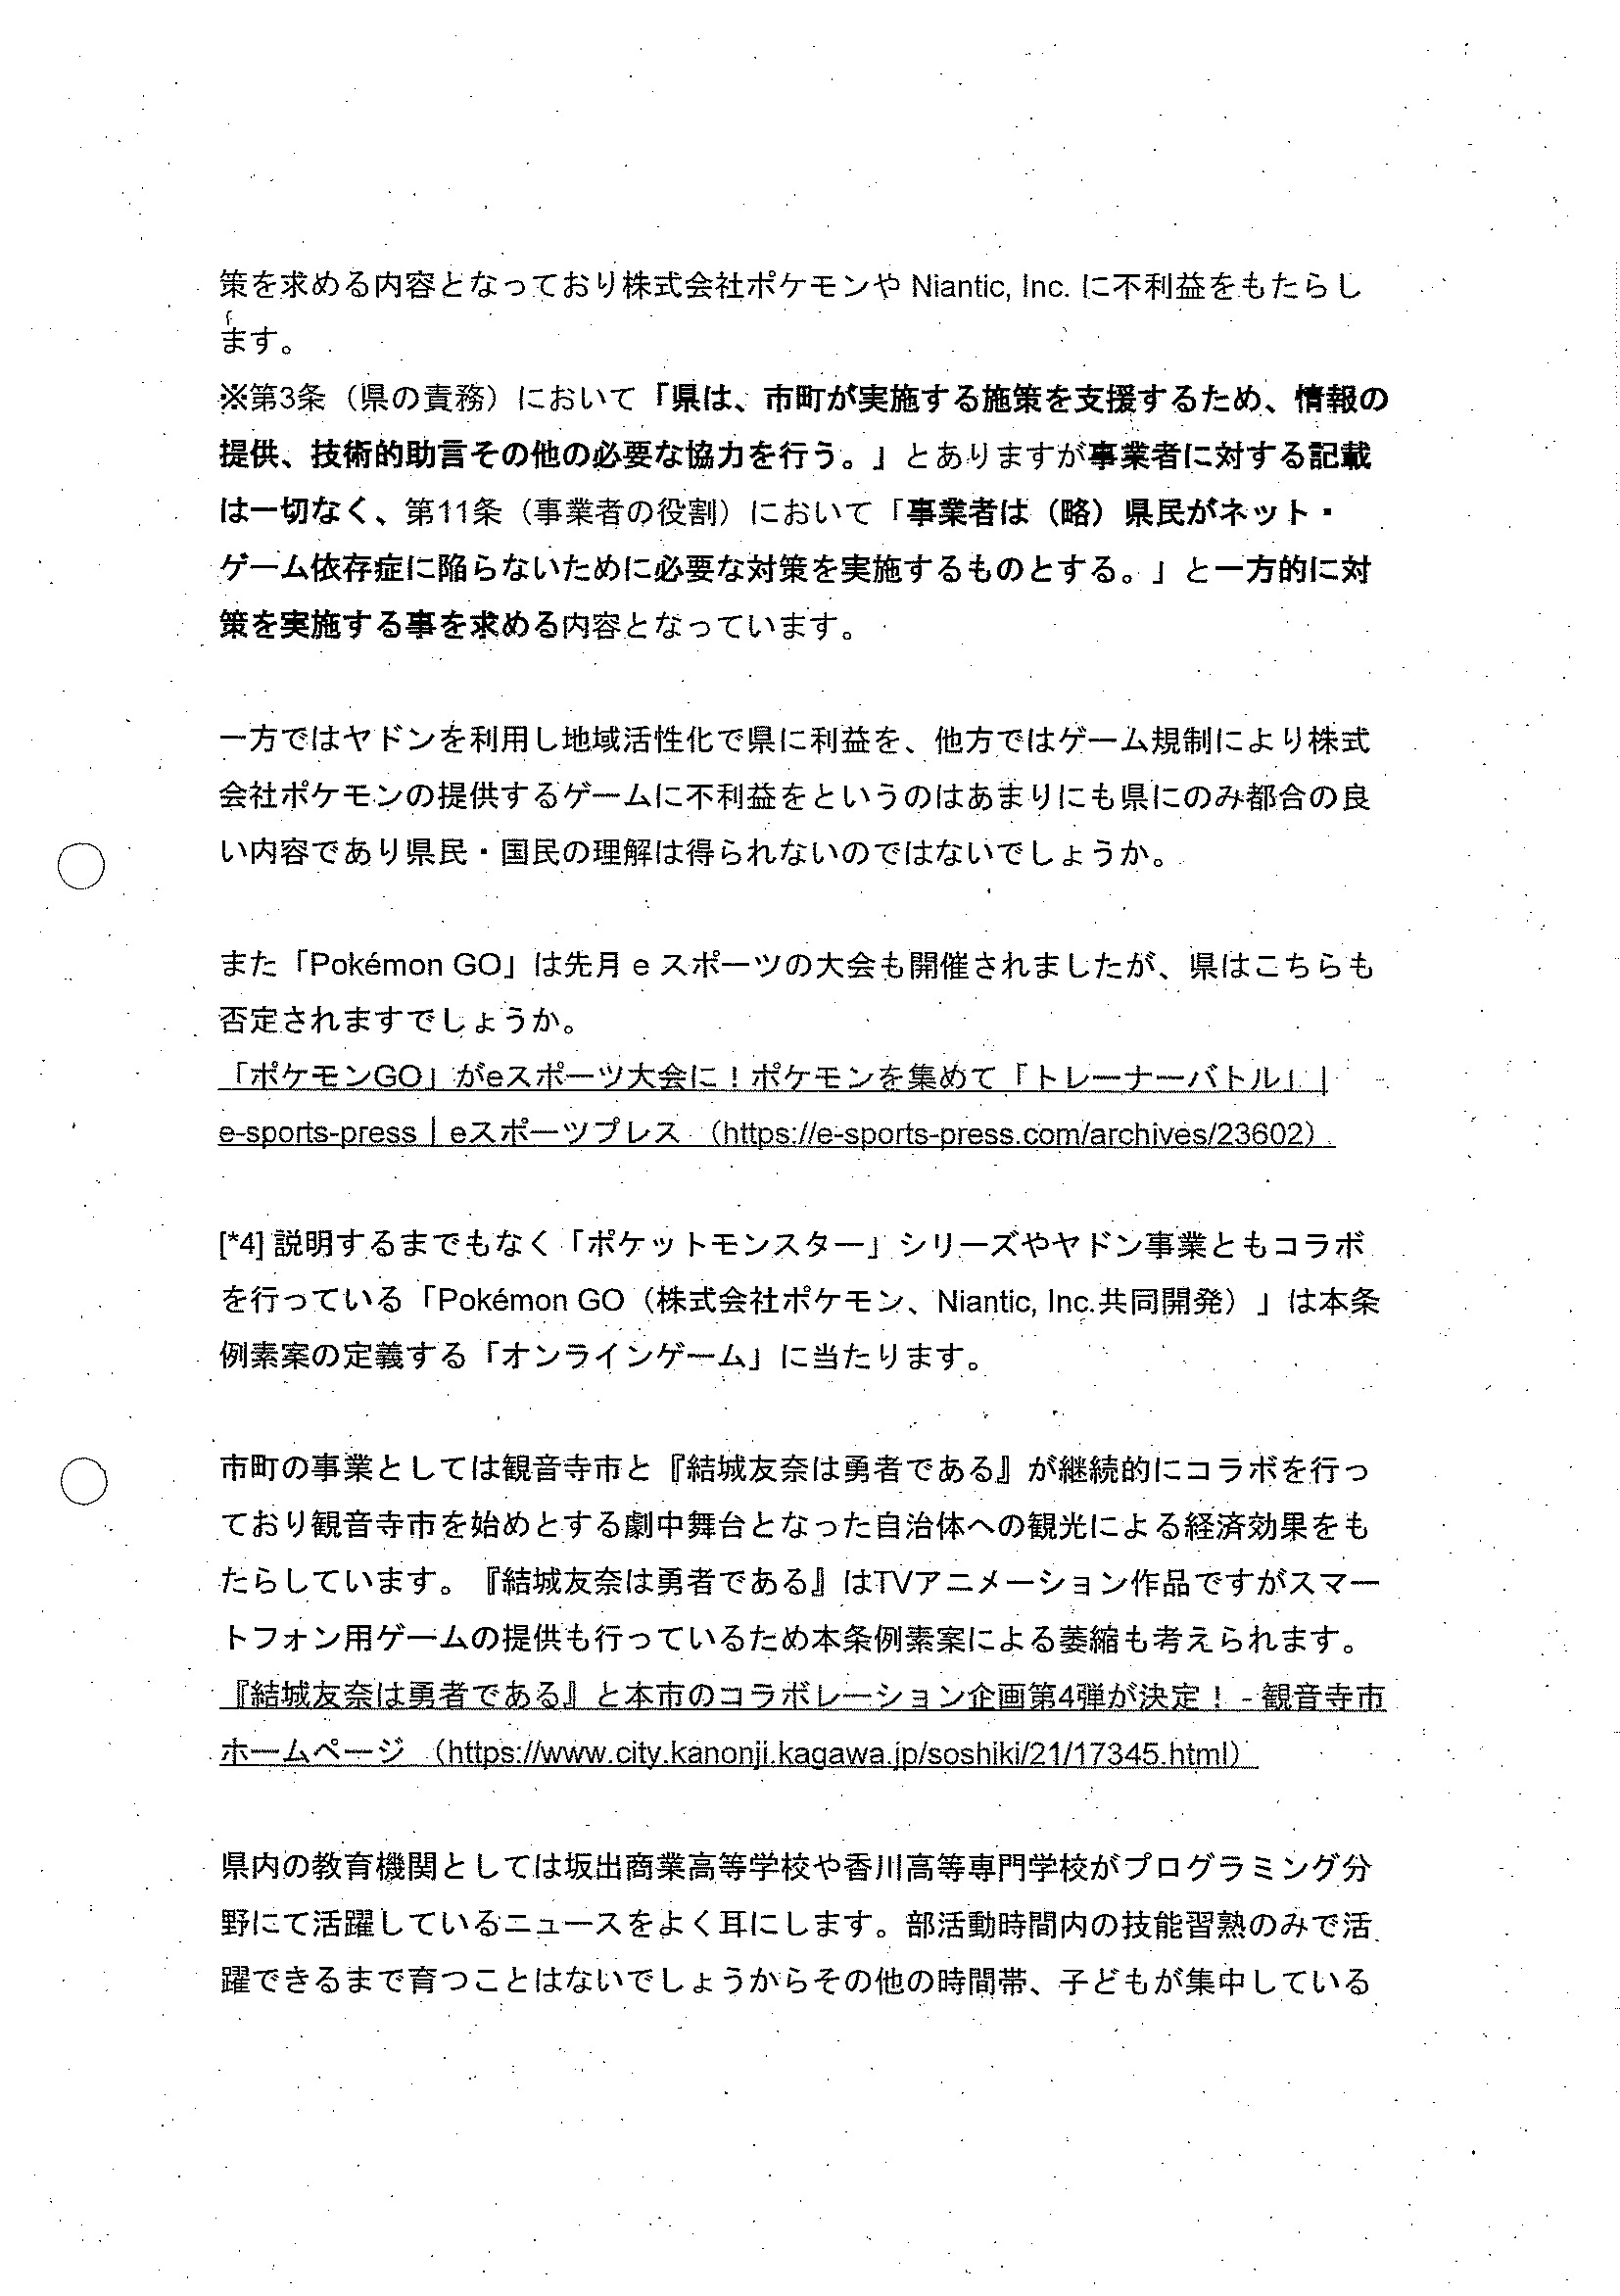 策を求める内容となっており株式会社ポケモンや Niantic, Inc. に不利益をもたらし
ます。
※第3条（県の責務）において「県は、市町が実施する施策を支援するため、情報の
提供、技術的助言その他の必要な協力を行う。」とありますが事業者に対する記載
は一切なく、第11条（事業者の役割）において「事業者は（略）県民がネット・
ゲーム依存症に陥らないために必要な対策を実施するものとする。」と一方的に対
策を実施する事を求める内容となっています。
一方ではヤドンを利用し地域活性化で県に利益を、他方ではゲーム規制により株式
会社ポケモンの提供するゲームに不利益をというのはあまりにも県にのみ都合の良
い内容であり県民・国民の理解は得られないのではないでしょうか。
また「Pokémon GO」は先月 e スポーツの大会も開催されましたが、県はこちらも
否定されますでしょうか。
「ポケモンGO」がeスポーツ大会に！ポケモンを集めて「トレーナーバトル」 |
e-sports-press | eスポーツプレス （https://e-sports-press.com/archives/23602）
[*4] 説明するまでもなく「ポケットモンスター」シリーズやヤドン事業ともコラボ
を行っている「Pokémon GO（株式会社ポケモン、Niantic, Inc.共同開発）」は本条
例素案の定義する「オンラインゲーム」に当たります。
市町の事業としては観音寺市と『結城友奈は勇者である』が継続的にコラボを行っ
ており観音寺市を始めとする劇中舞台となった自治体への観光による経済効果をも
たらしています。『結城友奈は勇者である』はTVアニメーション作品ですがスマー
トフォン用ゲームの提供も行っているため本条例素案による萎縮も考えられます。
『結城友奈は勇者である』と本市のコラボレーション企画第4弾が決定！ - 観音寺市
ホームページ （https://www.city.kanonji.kagawa.jp/soshiki/21/17345.html）
県内の教育機関としては坂出商業高等学校や香川高等専門学校がプログラミング分
野にて活躍しているニュースをよく耳にします。部活動時間内の技能習熟のみで活
躍できるまで育つことはないでしょうからその他の時間帯、子どもが集中している